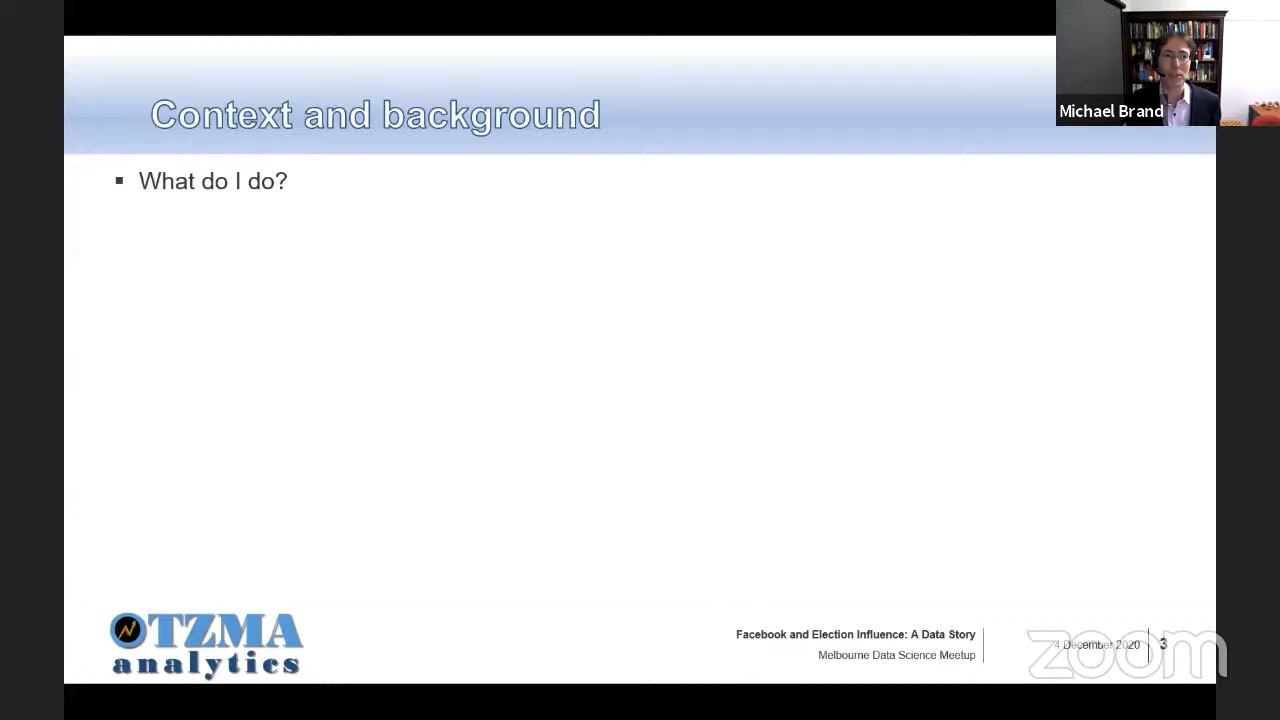 Context and background
Michael Brand
▪ What do I do?
OTZMA
analytics
Facebook and Election Influence: A Data Story
Melbourne Data Science Meetup
4 December 2020
3
zoom